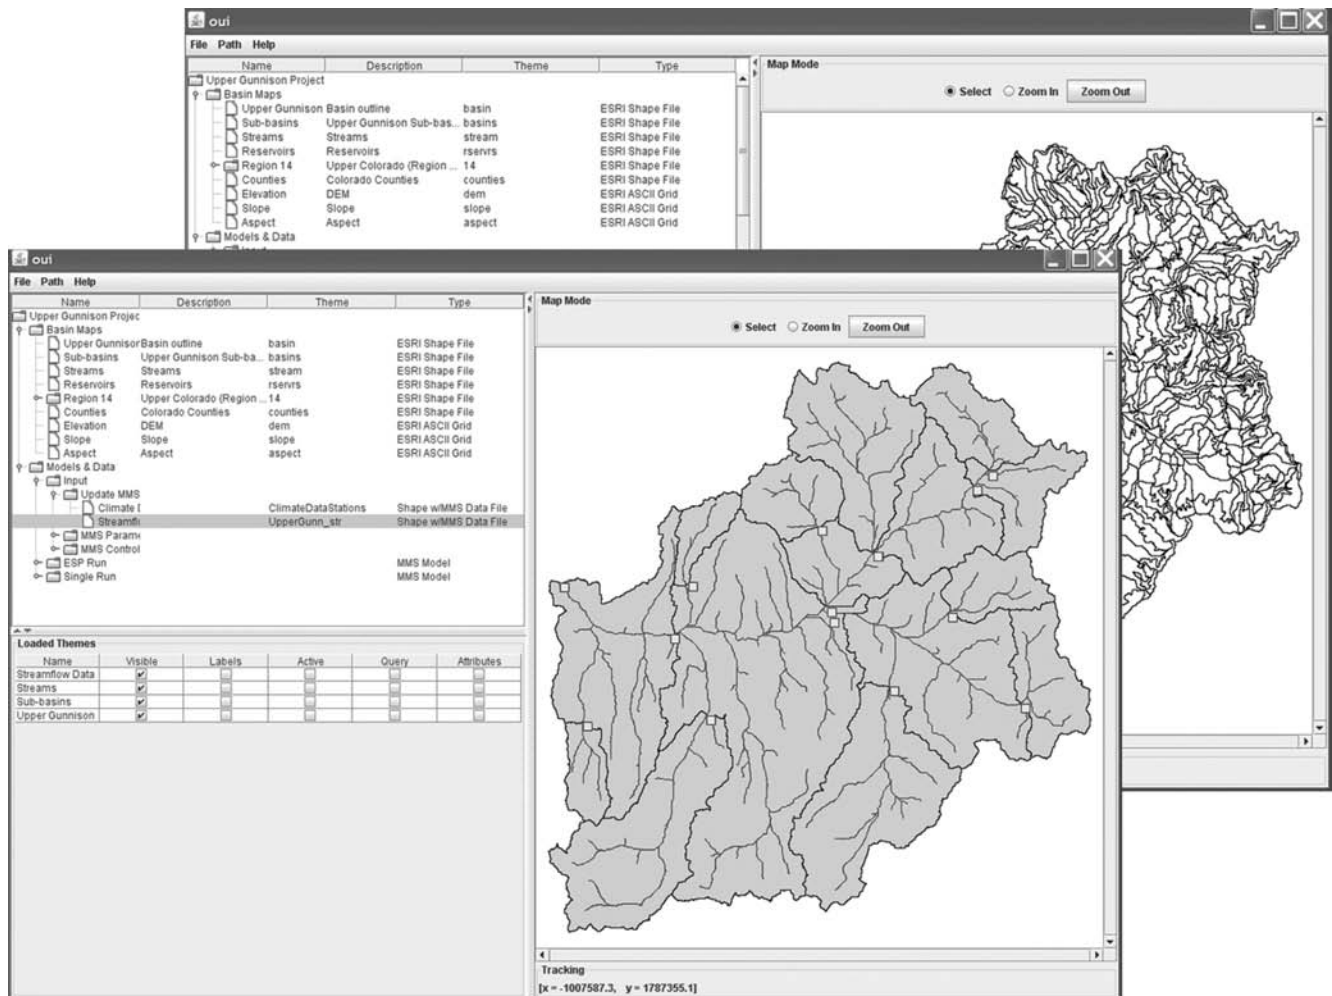 oui
File Path Help
Name Description Theme Type
Upper Gunnison Project
Basin Maps
Upper Gunnison Basin outline basin ESRI Shape File
Sub-basins Upper Gunnison Sub-bas... basins ESRI Shape File
Streams Streams stream ESRI Shape File
Reservoirs Reservoirs rservrs ESRI Shape File
Region 14 Upper Colorado (Region ... 14 ESRI Shape File
Counties Colorado Counties counties ESRI Shape File
Elevation DEM dem ESRI ASCII Grid
Slope Slope slope ESRI ASCII Grid
Aspect Aspect aspect ESRI ASCII Grid
Models & Data
Map Mode
Select Zoom In Zoom Out
oui
File Path Help
Name Description Theme Type
Upper Gunnison Projec
Basin Maps
Upper Gunnisor Basin outline basin ESRI Shape File
Sub-basins Upper Gunnison Sub-ba... basins ESRI Shape File
Streams Streams stream ESRI Shape File
Reservoirs Reservoirs rservrs ESRI Shape File
Region 14 Upper Colorado (Region ... 14 ESRI Shape File
Counties Colorado Counties counties ESRI Shape File
Elevation DEM dem ESRI ASCII Grid
Slope Slope slope ESRI ASCII Grid
Aspect Aspect aspect ESRI ASCII Grid
Models & Data
Input
Update MMS
Climate ClimateDataStations Shape w/MMS Data File
Streamfl UpperGunn_str Shape w/MMS Data File
MMS Param
MMS Control
ESP Run MMS Model
Single Run MMS Model
Loaded Themes
Name Visible Labels Active Query Attributes
Streamflow Data
Streams
Sub-basins
Upper Gunnison
Map Mode
Select Zoom In Zoom Out
Tracking
[x = -1007587.3, y = 1787355.1]